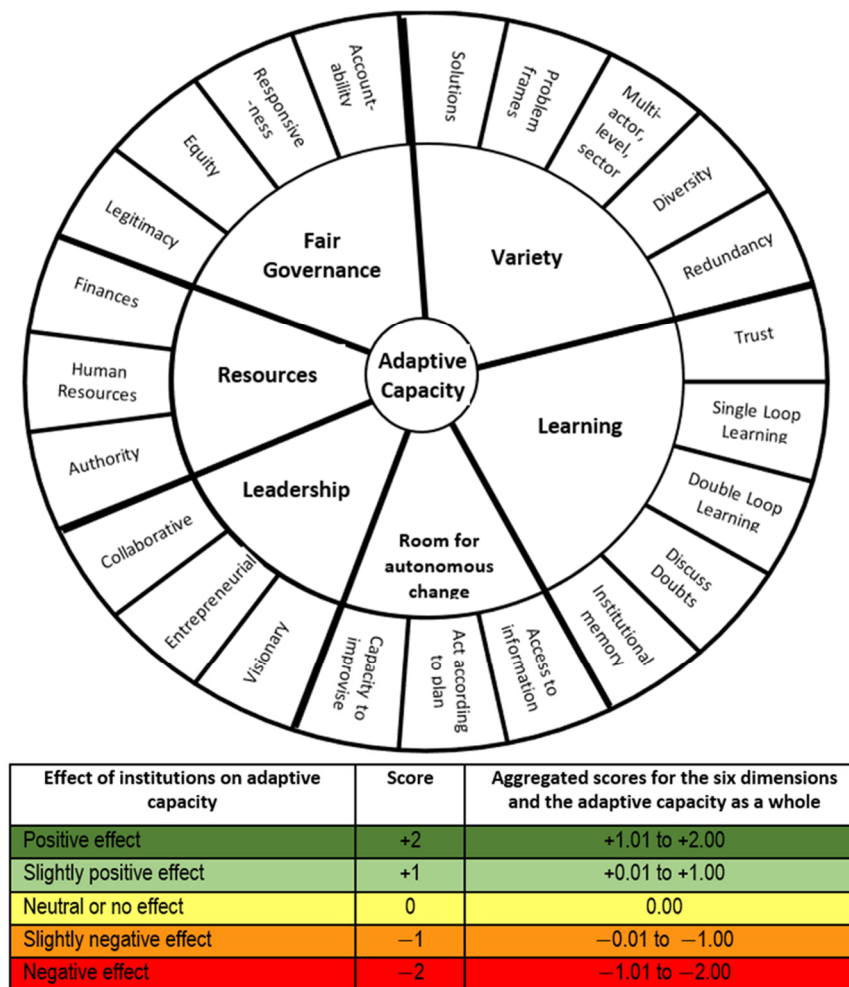 Account-
ability
Solutions
Problem
frames
Multi-
actor,
level,
sector
Diversity
Redundancy
Trust
Single Loop
Learning
Double Loop
Learning
Discuss
Doubts
Institutional
memory
Access to
information
Act according
to plan
Capacity to
improvise
Visionary
Entrepreneurial
Collaborative
Authority
Human
Resources
Finances
Legitimacy
Equity
Responsive
-ness
Fair
Governance
Variety
Learning
Room for
autonomous
change
Leadership
Resources
Adaptive
Capacity
Effect of institutions on adaptive
capacity
Score
Aggregated scores for the six dimensions
and the adaptive capacity as a whole
Positive effect +2 +1.01 to +2.00
Slightly positive effect +1 +0.01 to +1.00
Neutral or no effect 0 0.00
Slightly negative effect −1 −0.01 to −1.00
Negative effect −2 −1.01 to −2.00